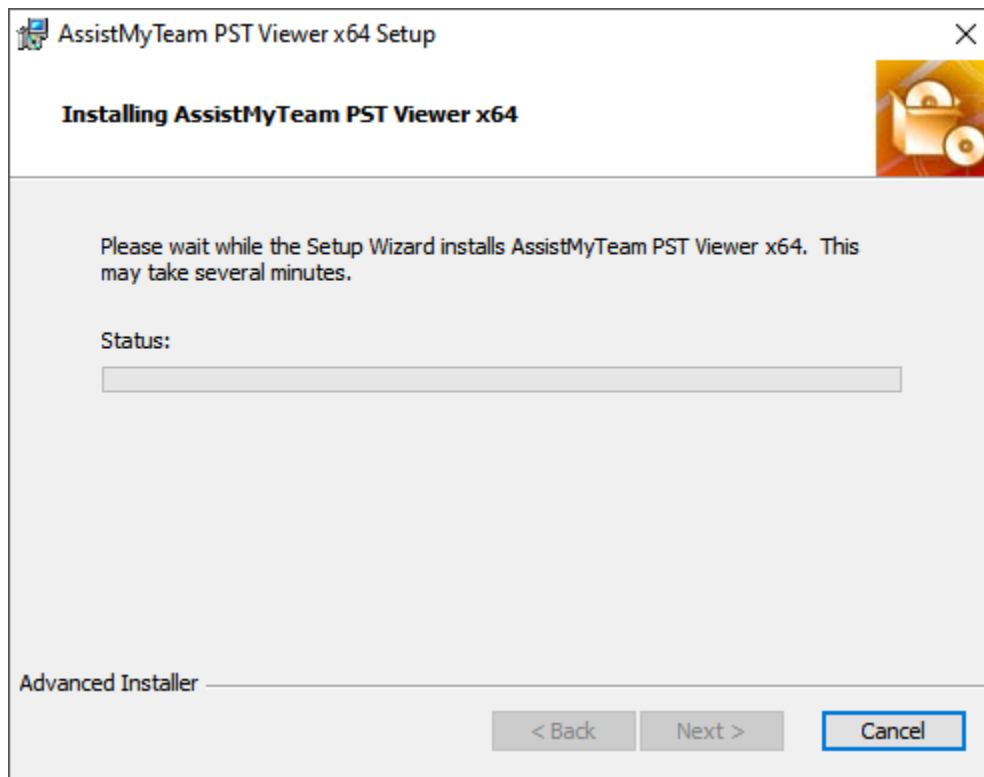 AssistMyTeam PST Viewer x64 Setup
Installing AssistMyTeam PST Viewer x64
Please wait while the Setup Wizard installs AssistMyTeam PST Viewer x64.  This
may take several minutes.
Status:
Advanced Installer
< Back
Next >
Cancel